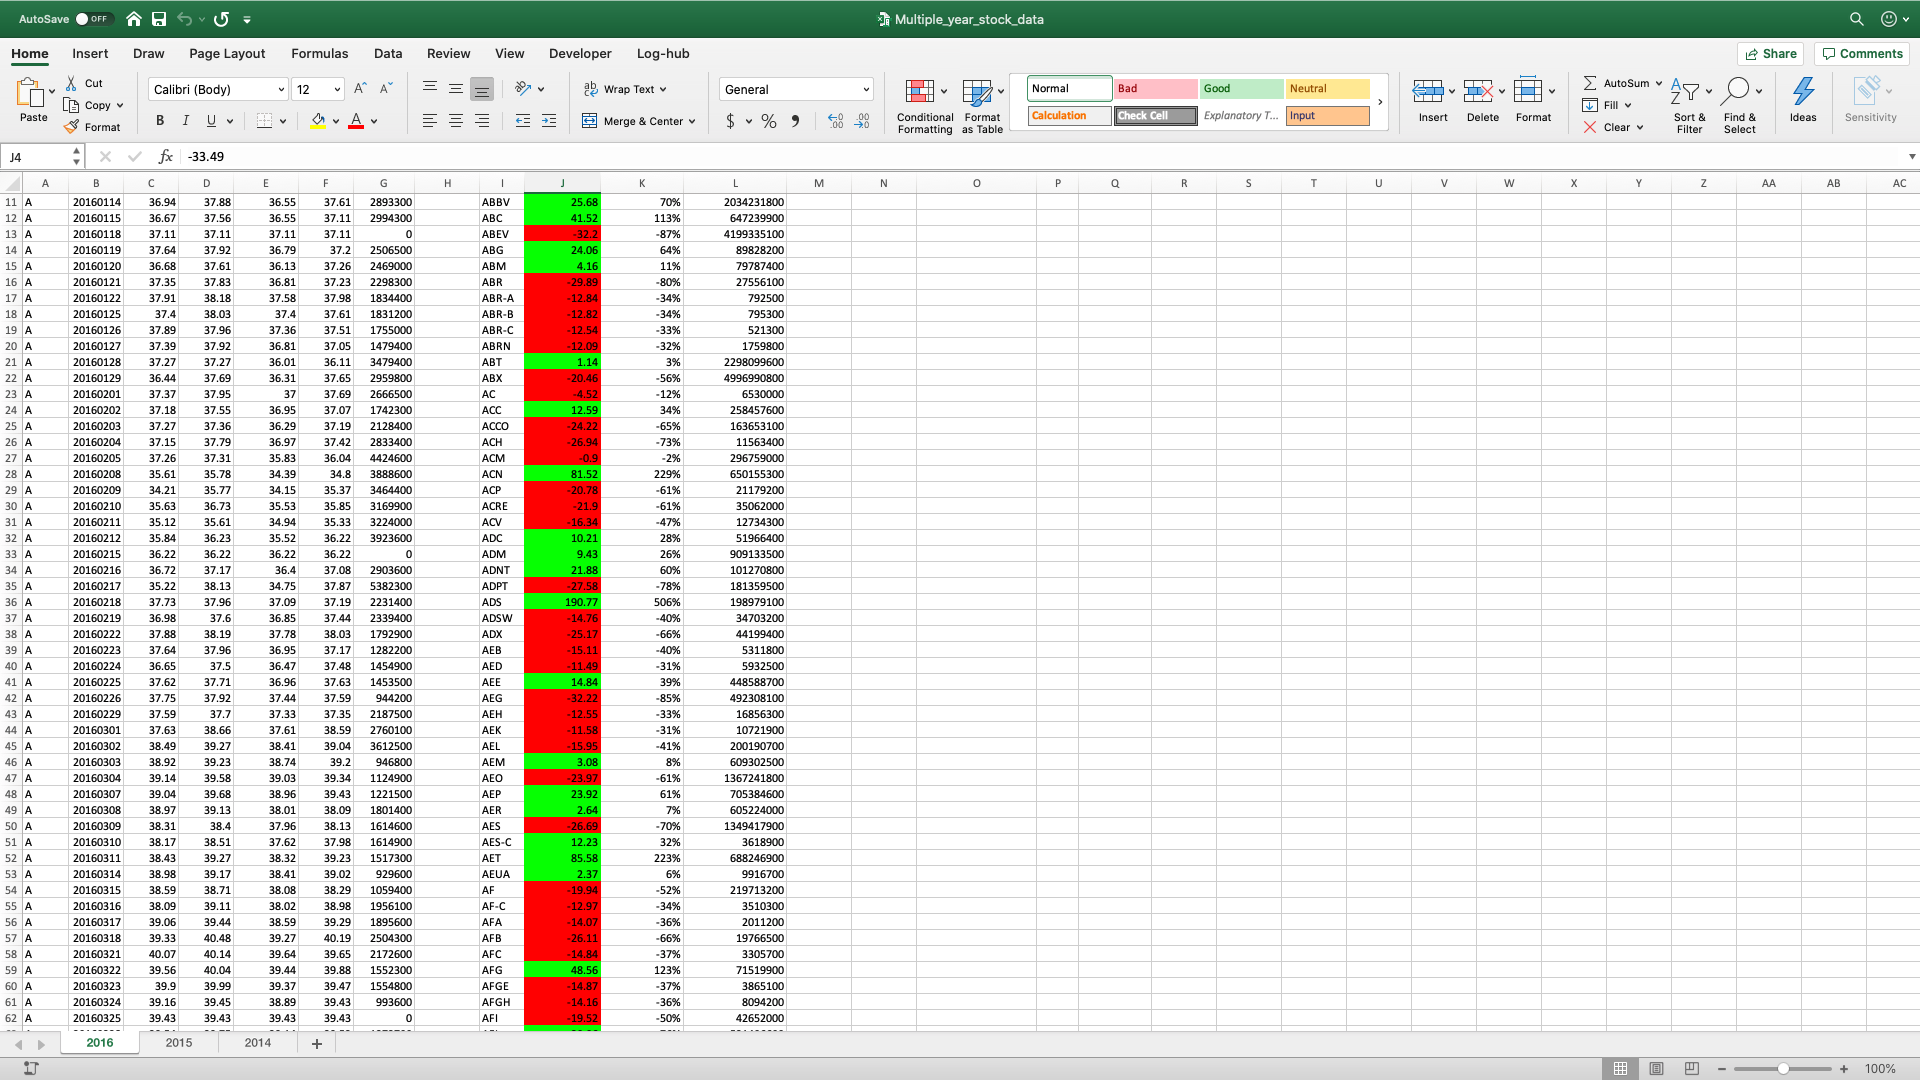 AutoSave OFF Multiple_year_stock_data
Home Insert Draw Page Layout Formulas Data Review View Developer Log-hub Share Comments
Cut Calibri (Body) 12 Wrap Text General Normal Bad Good Neutral AutoSum
Copy Fill
Paste Format B I U Merge & Center $ % Conditional Formatting Format as Table Calculation Check Cell Explanatory T... Input Insert Delete Format Clear Sort & Filter Find & Select Ideas Sensitivity
J4 fx -33.49
A B C D E F G H I J K L M N O P Q R S T U V W X Y Z AA AB AC
11 A 20160114 36.94 37.88 36.55 37.61 2893300 ABBV 25.68 70% 2034231800
12 A 20160115 36.67 37.56 36.55 37.11 2994300 ABC 41.52 113% 647239900
13 A 20160118 37.11 37.11 37.11 37.11 0 ABEV -32.2 -87% 4199335100
14 A 20160119 37.64 37.92 36.79 37.2 2506500 ABG 24.06 64% 89828200
15 A 20160120 36.68 37.61 36.13 37.26 2469000 ABM 4.16 11% 79787400
16 A 20160121 37.35 37.83 36.81 37.23 2298300 ABR -29.89 -80% 27556100
17 A 20160122 37.91 38.18 37.58 37.98 1834400 ABR-A -12.84 -34% 792500
18 A 20160125 37.4 38.03 37.4 37.61 1831200 ABR-B -12.82 -34% 795300
19 A 20160126 37.89 37.96 37.36 37.51 1755000 ABR-C -12.54 -33% 521300
20 A 20160127 37.39 37.92 36.81 37.05 1479400 ABRN -12.09 -32% 1759800
21 A 20160128 37.27 37.27 36.01 36.11 3479400 ABT 1.14 3% 2298099600
22 A 20160129 36.44 37.69 36.31 37.65 2959800 ABX -20.46 -56% 4996990800
23 A 20160201 37.37 37.95 37 37.69 2666500 AC -4.52 -12% 6530000
24 A 20160202 37.18 37.55 36.95 37.07 1742300 ACC 12.59 34% 258457600
25 A 20160203 37.27 37.36 36.29 37.19 2128400 ACCO -24.22 -65% 163653100
26 A 20160204 37.15 37.79 36.97 37.42 2833400 ACH -26.94 -73% 11563400
27 A 20160205 37.26 37.31 35.83 36.04 4424600 ACM -0.9 -2% 296759000
28 A 20160208 35.61 35.78 34.39 34.8 3888600 ACN 81.52 229% 650155300
29 A 20160209 34.21 35.77 34.15 35.37 3464400 ACP -20.78 -61% 21179200
30 A 20160210 35.63 36.73 35.53 35.85 3169900 ACRE -21.9 -61% 35062000
31 A 20160211 35.12 35.61 34.94 35.33 3224000 ACV -16.34 -47% 12734300
32 A 20160212 35.84 36.23 35.52 36.22 3923600 ADC 10.21 28% 51966400
33 A 20160215 36.22 36.22 36.22 36.22 0 ADM 9.43 26% 909133500
34 A 20160216 36.72 37.17 36.4 37.08 2903600 ADNT 21.88 60% 101270800
35 A 20160217 35.22 38.13 34.75 37.87 5382300 ADPT -27.58 -78% 181359500
36 A 20160218 37.73 37.96 37.09 37.19 2231400 ADS 190.77 506% 198979100
37 A 20160219 36.98 37.6 36.85 37.44 2339400 ADSW -14.76 -40% 34703200
38 A 20160222 37.88 38.19 37.78 38.03 1792900 ADX -25.17 -66% 44199400
39 A 20160223 37.64 37.96 36.95 37.17 1282200 AEB -15.11 -40% 5311800
40 A 20160224 36.65 37.5 36.47 37.48 1454900 AED -11.49 -31% 5932500
41 A 20160225 37.62 37.71 36.96 37.63 1453500 AEE 14.84 39% 448588700
42 A 20160226 37.75 37.92 37.44 37.59 944200 AEG -32.22 -85% 492308100
43 A 20160229 37.59 37.7 37.33 37.35 2187500 AEH -12.55 -33% 16856300
44 A 20160301 37.63 38.66 37.61 38.59 2760100 AEK -11.58 -31% 10721900
45 A 20160302 38.49 39.27 38.41 39.04 3612500 AEL -15.95 -41% 200190700
46 A 20160303 38.92 39.23 38.74 39.2 946800 AEM 3.08 8% 609302500
47 A 20160304 39.14 39.58 39.03 39.34 1124900 AEO -23.97 -61% 1367241800
48 A 20160307 39.04 39.68 38.96 39.43 1221500 AEP 23.92 61% 705384600
49 A 20160308 38.97 39.13 38.01 38.09 1801400 AER 2.64 7% 605224000
50 A 20160309 38.31 38.4 37.96 38.13 1614600 AES -26.69 -70% 1349417900
51 A 20160310 38.17 38.51 37.62 37.98 1614900 AES-C 12.23 32% 3618900
52 A 20160311 38.43 39.27 38.32 39.23 1517300 AET 85.58 223% 688246900
53 A 20160314 38.98 39.17 38.41 39.02 929600 AEUA 2.37 6% 9916700
54 A 20160315 38.59 38.71 38.08 38.29 1059400 AF -19.94 -52% 219713200
55 A 20160316 38.09 39.11 38.02 38.98 1956100 AF-C -12.97 -34% 3510300
56 A 20160317 39.06 39.44 38.59 39.29 1895600 AFA -14.07 -36% 2011200
57 A 20160318 39.33 40.48 39.27 40.19 2504300 AFB -26.11 -66% 19766500
58 A 20160321 40.07 40.14 39.64 39.65 2172600 AFC -14.84 -37% 3305700
59 A 20160322 39.56 40.04 39.44 39.88 1552300 AFG 48.56 123% 71519900
60 A 20160323 39.9 39.99 39.37 39.47 1554800 AFGE -14.87 -37% 3865100
61 A 20160324 39.16 39.45 38.89 39.43 993600 AFGH -14.16 -36% 8094200
62 A 20160325 39.43 39.43 39.43 39.43 0 AFI -19.52 -50% 42652000
2016 2015 2014 +
100%